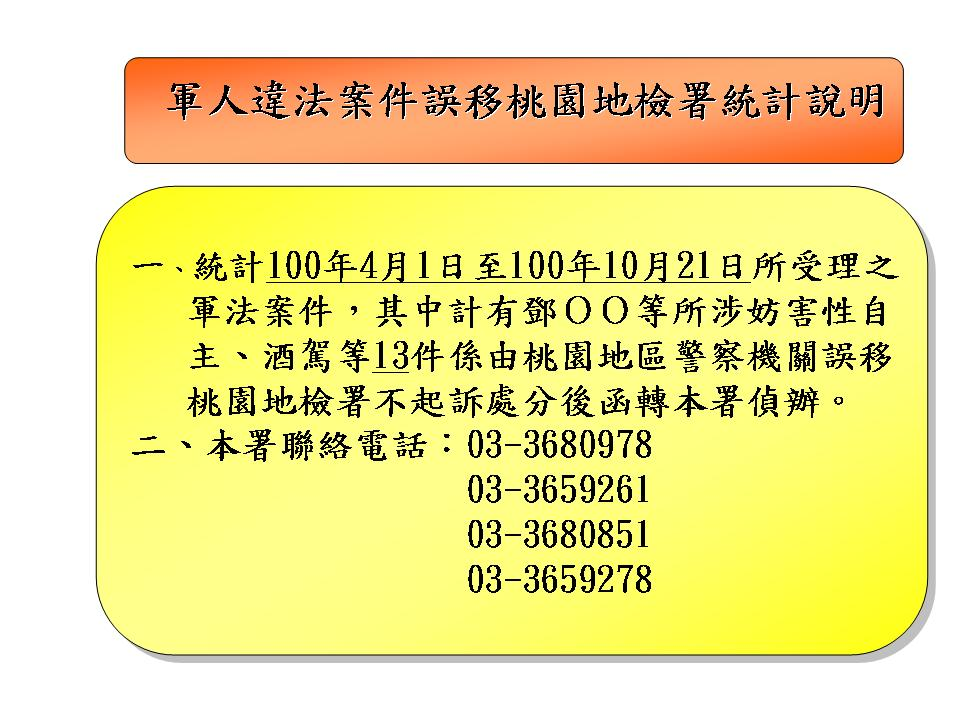 軍人違法案件誤移桃園地檢署統計說明
一、統計100年4月1日至100年10月21日所受理之
軍法案件，其中計有鄧ＯＯ等所涉妨害性自
主、酒駕等13件係由桃園地區警察機關誤移
桃園地檢署不起訴處分後函轉本署偵辦。
二、本署聯絡電話：03-3680978
03-3659261
03-3680851
03-3659278